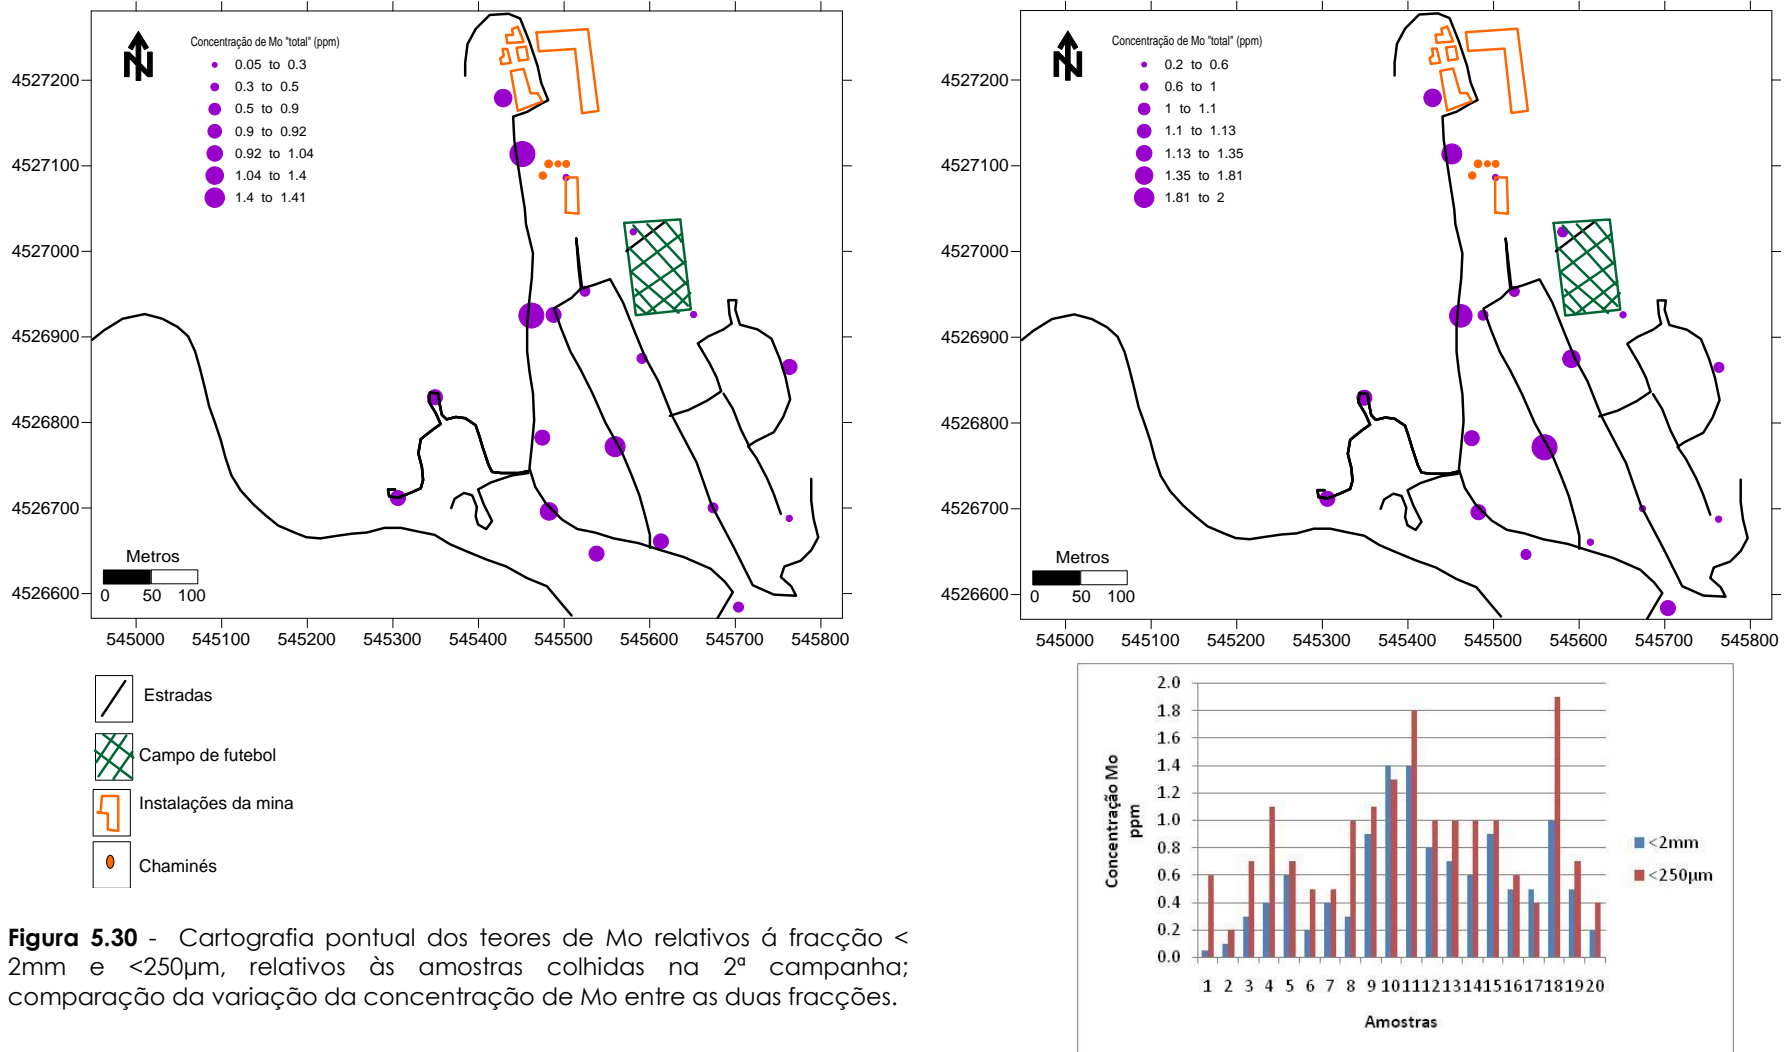 Concentração de Mo "total" (ppm)
0.05 to 0.3
0.3 to 0.5
0.5 to 0.9
0.9 to 0.92
0.92 to 1.04
1.04 to 1.4
1.4 to 1.41
N
4527200
4527100
4527000
4526900
4526800
4526700
4526600
Metros
0 50 100
545000 545100 545200 545300 545400 545500 545600 545700 545800
Concentração de Mo "total" (ppm)
0.2 to 0.6
0.6 to 1
1 to 1.1
1.1 to 1.13
1.13 to 1.35
1.35 to 1.81
1.81 to 2
N
4527200
4527100
4527000
4526900
4526800
4526700
4526600
Metros
0 50 100
545000 545100 545200 545300 545400 545500 545600 545700 545800
Estradas
Campo de futebol
Instalações da mina
Chaminés
Figura 5.30 - Cartografia pontual dos teores de Mo relativos á fracção <
2mm e <250µm, relativos às amostras colhidas na 2ª campanha;
comparação da variação da concentração de Mo entre as duas fracções.
Concentração Mo
ppm
2.0
1.8
1.6
1.4
1.2
1.0
0.8
0.6
0.4
0.2
0.0
1 2 3 4 5 6 7 8 9 10 11 12 13 14 15 16 17 18 19 20
Amostras
<2mm
<250µm